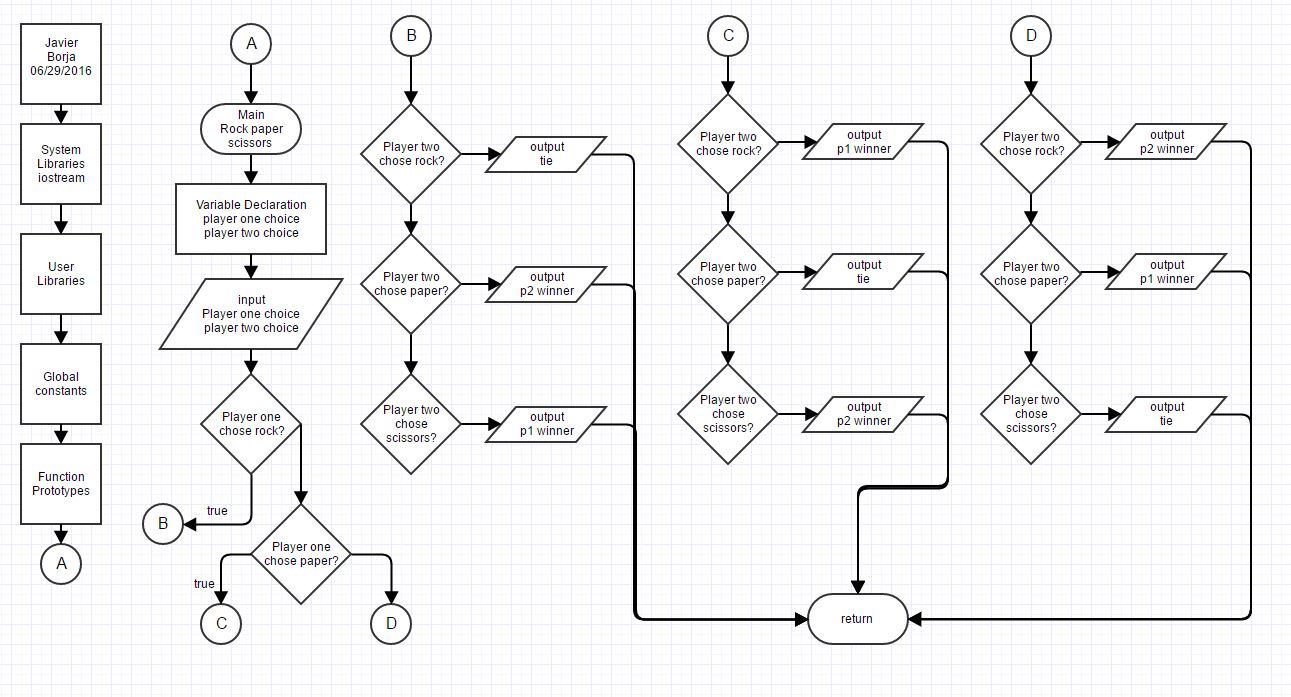 Javier
Borja
06/29/2016
System
Libraries
iostream
User
Libraries
Global
constants
Function
Prototypes
A
A
Main
Rock paper
scissors
Variable Declaration
player one choice
player two choice
input
Player one choice
player two choice
Player one
chose rock?
true
B
Player one
chose paper?
true
C
D
B
Player two
chose rock?
output
tie
Player two
chose paper?
output
p2 winner
Player two
chose
scissors?
output
p1 winner
C
Player two
chose rock?
output
p1 winner
Player two
chose paper?
output
tie
Player two
chose
scissors?
output
p2 winner
D
Player two
chose rock?
output
p2 winner
Player two
chose paper?
output
p1 winner
Player two
chose
scissors?
output
tie
return